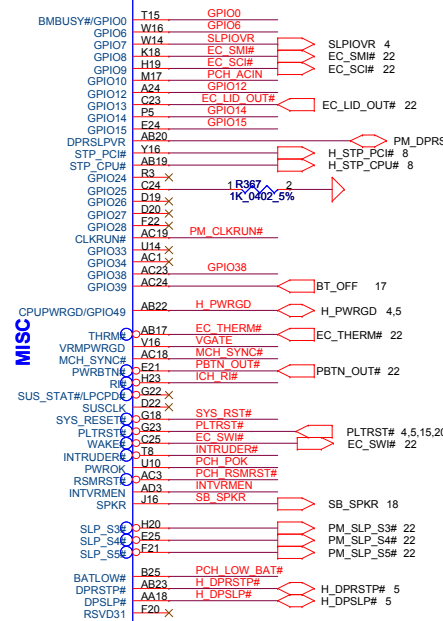 BMBUSY#/GPIO0 T15 GPIO0
GPIO6 W16 GPIO6
GPIO7 W14 SLPIOVR SLPIOVR 4
GPIO8 K18 EC_SMI# EC_SMI# 22
GPIO9 H19 EC_SCI# EC_SCI# 22
GPIO10 M17 PCH_ACIN
GPIO12 A24 GPIO12
GPIO13 C23 EC_LID_OUT# EC_LID_OUT# 22
GPIO14 P5 GPIO14
GPIO15 E24 GPIO15
DPRSLPVR AB20 PM_DPRS
STP_PCI# Y16 H_STP_PCI# 8
STP_CPU# AB19 H_STP_CPU# 8
GPIO24 R3
GPIO25 C24 1 R367 2
1K_0402_5%
GPIO26 D19
GPIO27 D20
GPIO28 F22
CLKRUN# AC19 PM_CLKRUN#
GPIO33 U14
GPIO34 AC1
GPIO38 AC23 GPIO38
GPIO39 AC24 BT_OFF 17
CPUPWRGD/GPIO49 AB22 H_PWRGD H_PWRGD 4,5
MISC
THRM# AB17 EC_THERM# EC_THERM# 22
VRMPWRGD V16 VGATE
MCH_SYNC# AC18 MCH_SYNC#
PWRBTN# E21 PBTN_OUT# PBTN_OUT# 22
RI# H23 ICH_RI#
SUS_STAT#/LPCPD# G22
SUSCLK D22
SYS_RESET# G18 SYS_RST#
PLTRST# G23 PLTRST# PLTRST# 4,5,15,20
WAKE# C25 EC_SWI# EC_SWI# 22
INTRUDER# T8 INTRUDER#
PWROK U10 PCH_POK
RSMRST# AC3 PCH_RSMRST#
INTVRMEN AD3 INTVRMEN
SPKR J16 SB_SPKR SB_SPKR 18
SLP_S3# H20 PM_SLP_S3# 22
SLP_S4# E25 PM_SLP_S4# 22
SLP_S5# F21 PM_SLP_S5# 22
BATLOW# B25 PCH_LOW_BAT#
DPRSTP# AB23 H_DPRSTP# H_DPRSTP# 5
DPSLP# AA18 H_DPSLP# H_DPSLP# 5
RSVD31 F20